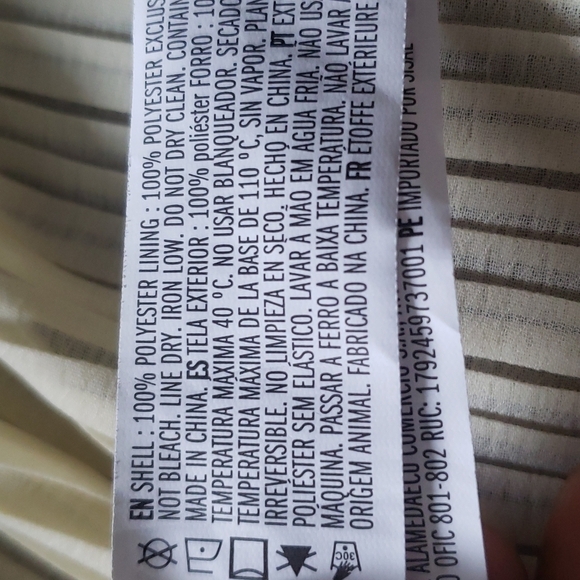 EN SHELL : 100% POLYESTER LINING : 100% POLYESTER EXCLUS
NOT BLEACH. LINE DRY. IRON LOW. DO NOT DRY CLEAN. CONTAIN
MADE IN CHINA. ES TELA EXTERIOR : 100% poliéster FORRO : 10
TEMPERATURA MÁXIMA 40 °C. NO USAR BLANQUEADOR. SECADO
TEMPERATURA MÁXIMA DE LA BASE DE 110 °C, SIN VAPOR. PLAN
IRREVERSIBLE. NO LIMPIEZA EN SECO. HECHO EN CHINA. PT EXT
POLIÉSTER SEM ELÁSTICO. LAVAR A MÃO EM ÁGUA FRIA. NÃO US
MÁQUINA. PASSAR A FERRO A BAIXA TEMPERATURA. NÃO LAVAR A
ORIGEM ANIMAL. FABRICADO NA CHINA. FR ÉTOFFE EXTÉRIEURE
30C
ALAMEDAECU PE IMPORTADO POR
OFIC 801-802 RUC: 1792459737001